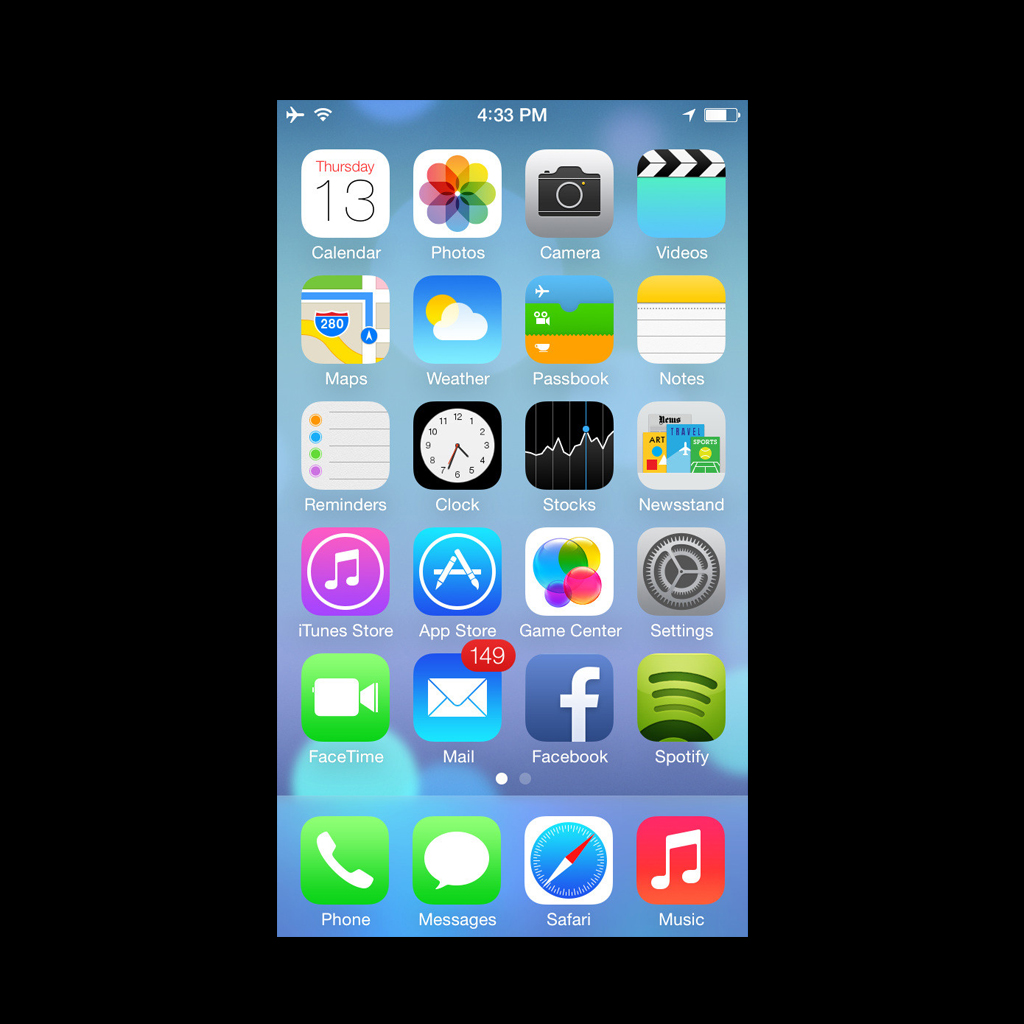 4:33 PM
Thursday
13
Calendar Photos Camera Videos
280
Maps Weather Passbook Notes
12
11 1
10 2
9 3
8 4
7 5
6
News
TRAVEL
ART SPORTS
Reminders Clock Stocks Newsstand
iTunes Store App Store Game Center Settings
149
FaceTime Mail Facebook Spotify
Phone Messages Safari Music